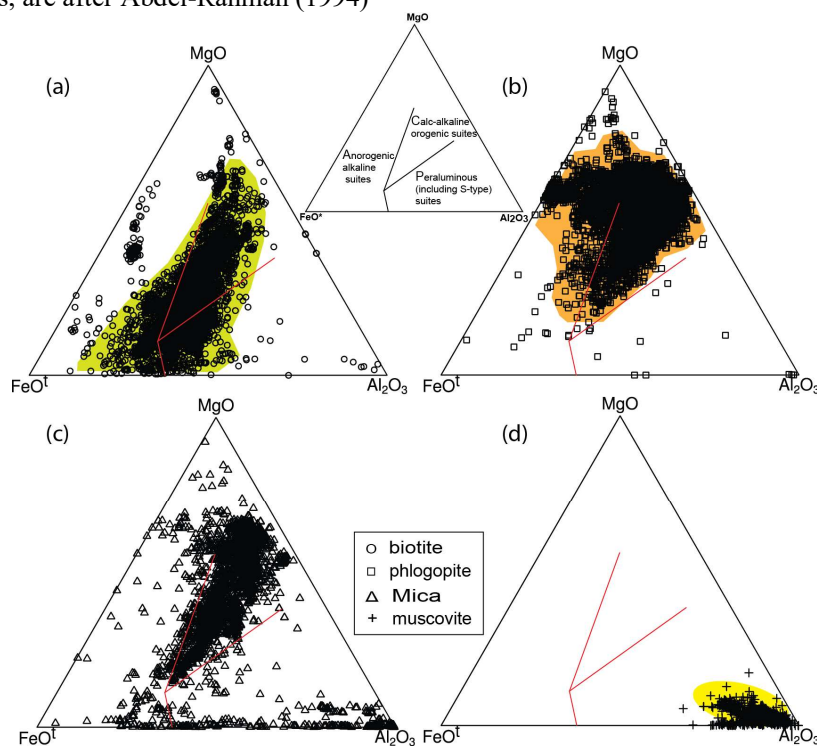 s, are after Abdel-Rahman (1994)
MgO
MgO
MgO
(a)
(b)
Calc-alkaline
orogenic suites
Anorogenic
alkaline
suites
Peraluminous
(including S-type)
suites
FeO*
Al₂O₃
FeOᵗ
Al₂O₃
FeOᵗ
Al₂O₃
MgO
MgO
(c)
(d)
biotite
phlogopite
Mica
muscovite
FeOᵗ
Al₂O₃
FeOᵗ
Al₂O₃